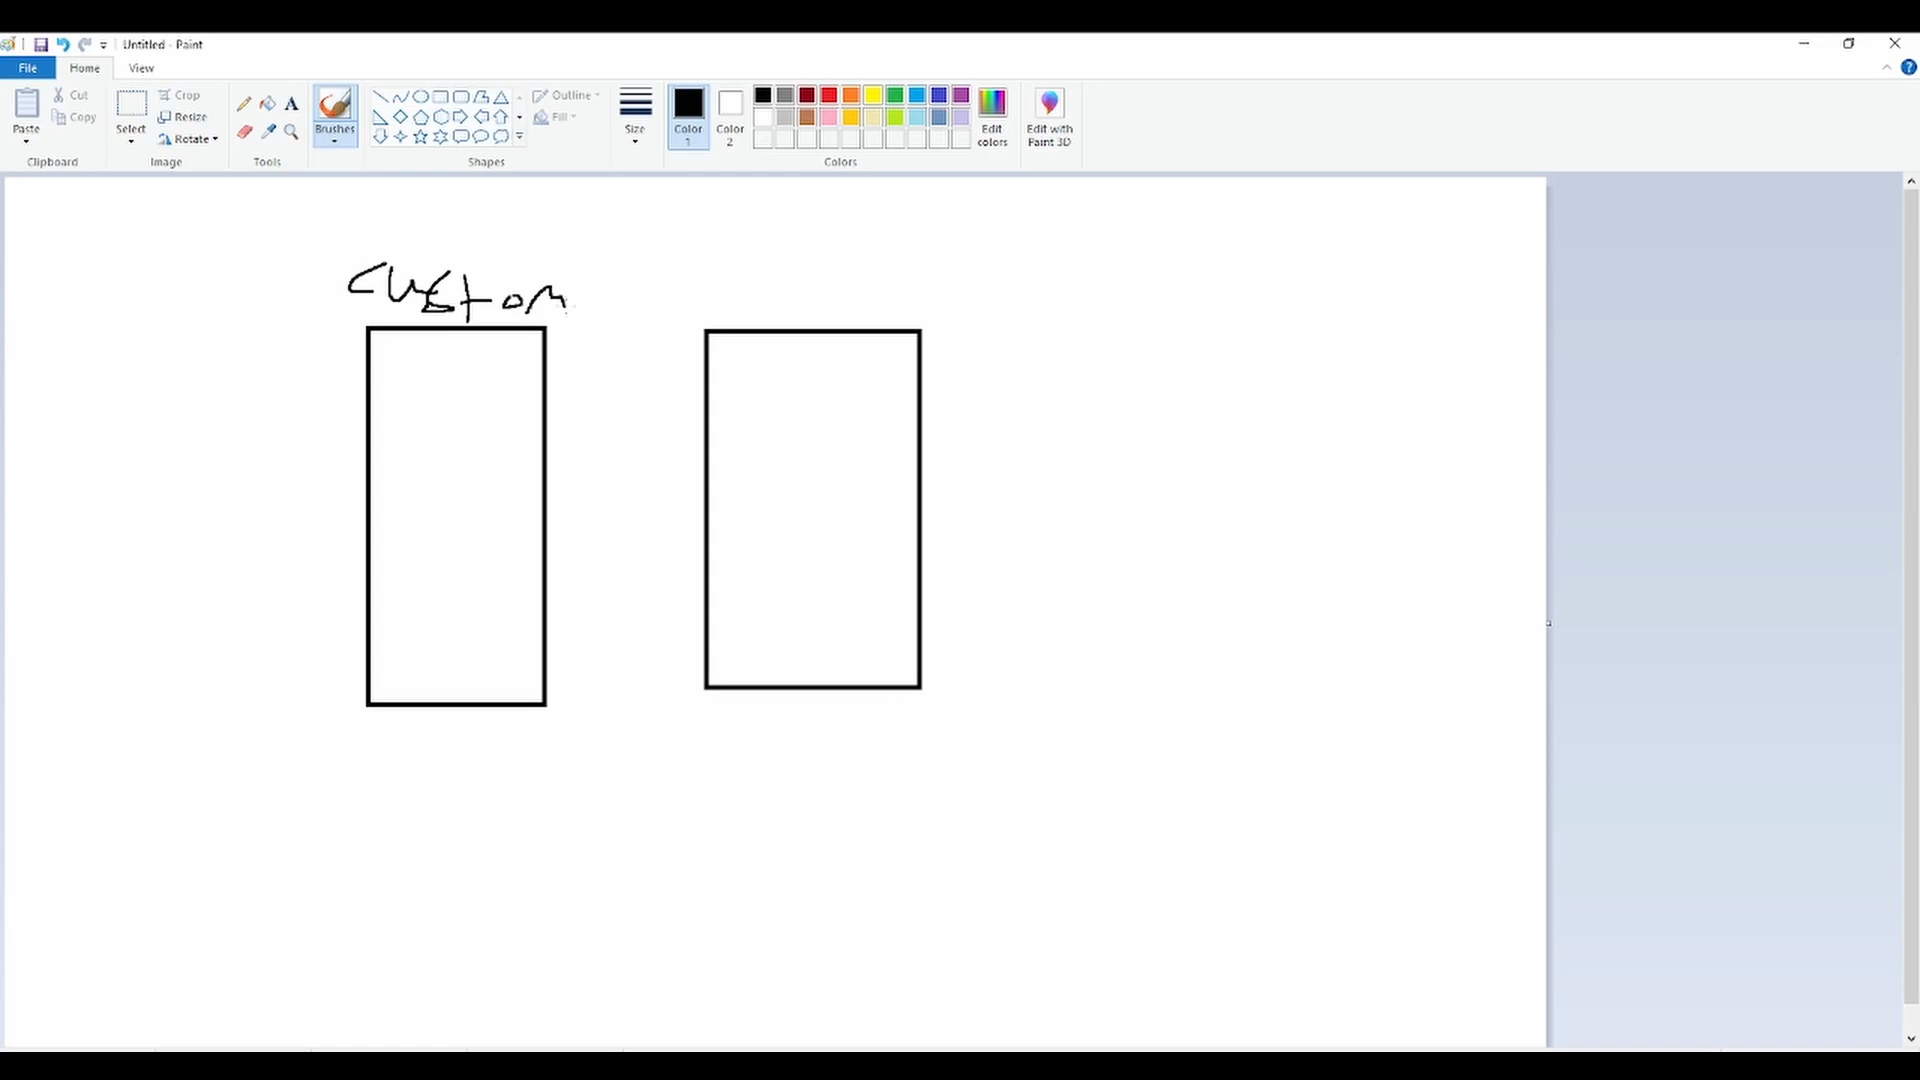 Untitled - Paint
File Home View
Paste
Cut
Copy
Clipboard
Select
Crop
Resize
Rotate
Image
Tools
Brushes
Shapes
Outline
Fill
Size
Color 1
Color 2
Edit colors
Colors
Edit with Paint 3D
Custom